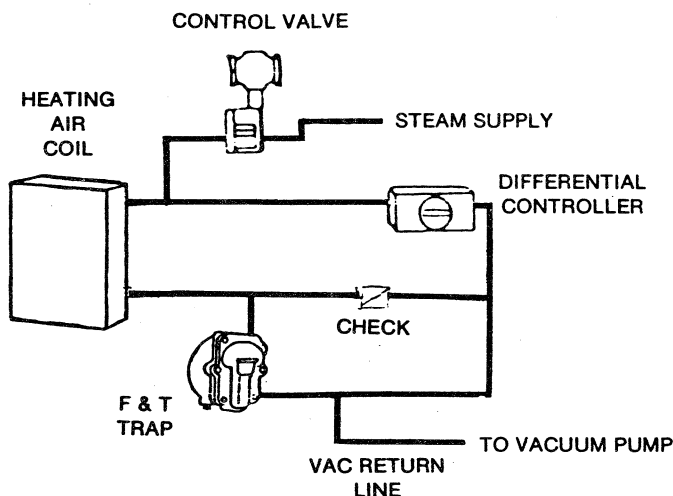 CONTROL VALVE
HEATING
AIR
COIL
STEAM SUPPLY
DIFFERENTIAL
CONTROLLER
CHECK
F & T
TRAP
TO VACUUM PUMP
VAC RETURN
LINE